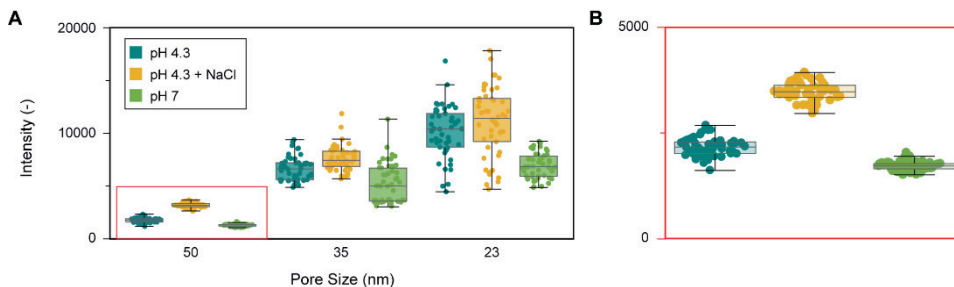 A
B
20000
10000
0
Intensity (-)
pH 4.3
pH 4.3 + NaCl
pH 7
50
35
23
Pore Size (nm)
5000
0